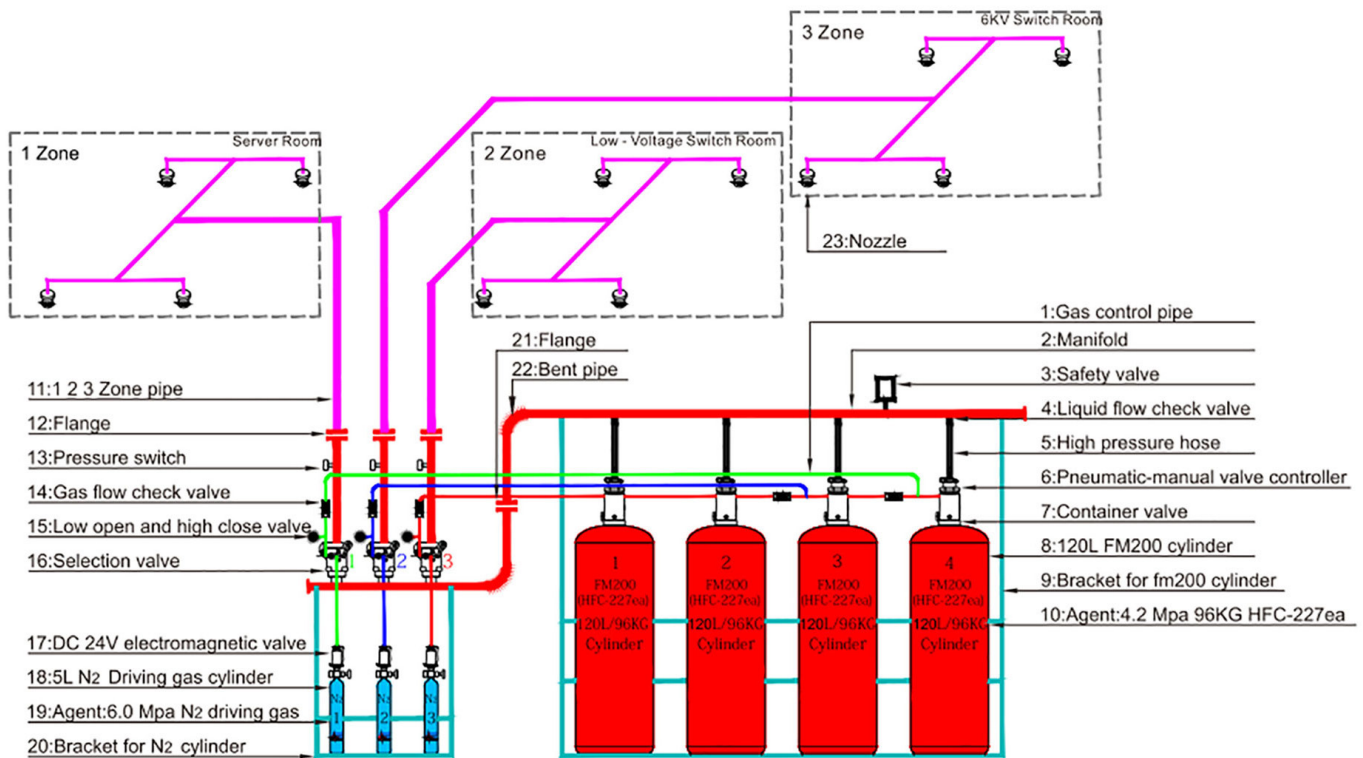 6KV Switch Room
3 Zone
Server Room
1 Zone
Low - Voltage Switch Room
2 Zone
23:Nozzle
1:Gas control pipe
21:Flange
2:Manifold
22:Bent pipe
3:Safety valve
11:1 2 3 Zone pipe
4:Liquid flow check valve
12:Flange
5:High pressure hose
13:Pressure switch
6:Pneumatic-manual valve controller
14:Gas flow check valve
7:Container valve
15:Low open and high close valve
8:120L FM200 cylinder
16:Selection valve
9:Bracket for fm200 cylinder
10:Agent:4.2 Mpa 96KG HFC-227ea
17:DC 24V electromagnetic valve
18:5L N2 Driving gas cylinder
19:Agent:6.0 Mpa N2 driving gas
20:Bracket for N2 cylinder
1 2 3
N2 N2 N2
1 2 3
1
FM200
(HFC-227ea)
120L/96KG
Cylinder
2
FM200
(HFC-227ea)
120L/96KG
Cylinder
3
FM200
(HFC-227ea)
120L/96KG
Cylinder
4
FM200
(HFC-227ea)
120L/96KG
Cylinder